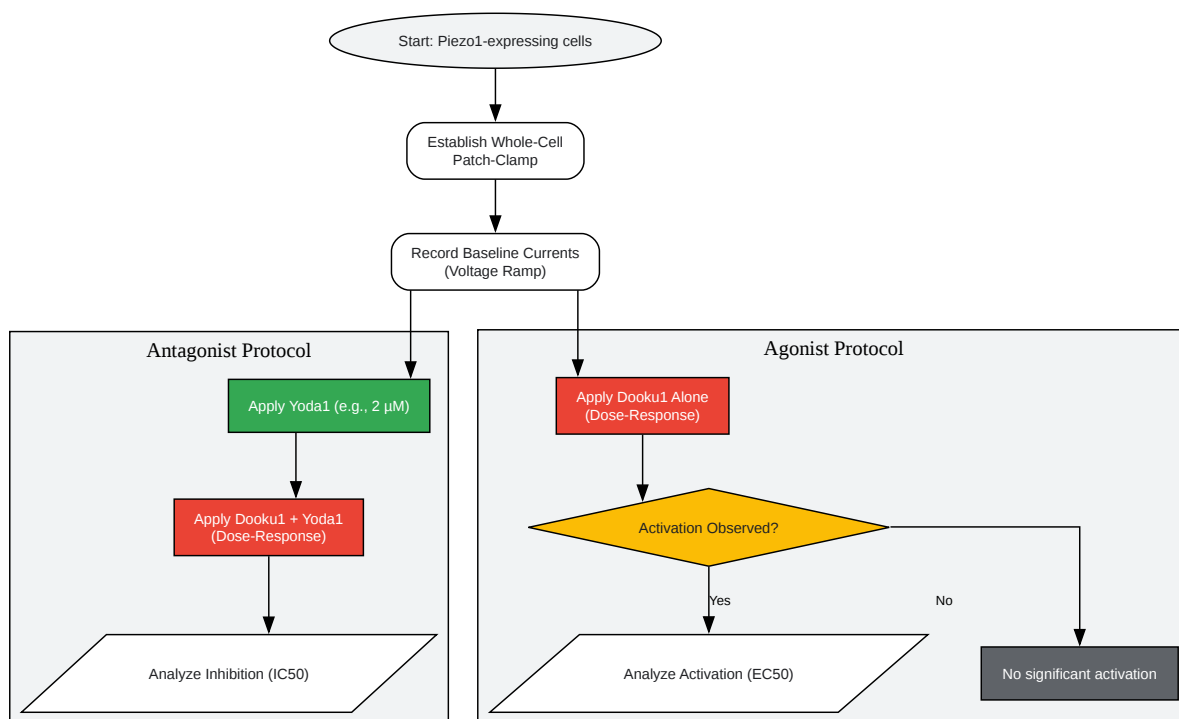 Start: Piezo1-expressing cells
Establish Whole-Cell
Patch-Clamp
Record Baseline Currents
(Voltage Ramp)
Antagonist Protocol
Apply Yoda1 (e.g., 2 µM)
Apply Dooku1 + Yoda1
(Dose-Response)
Analyze Inhibition (IC50)
Agonist Protocol
Apply Dooku1 Alone
(Dose-Response)
Activation Observed?
Yes
No
Analyze Activation (EC50)
No significant activation